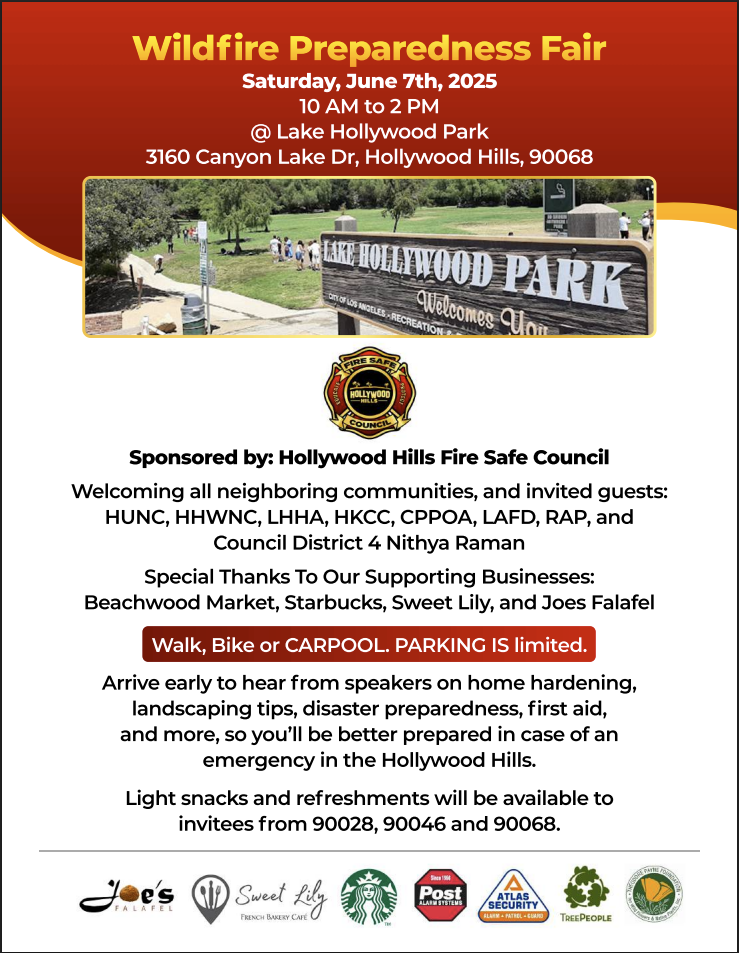 Wildfire Preparedness Fair
Saturday, June 7th, 2025
10 AM to 2 PM
@ Lake Hollywood Park
3160 Canyon Lake Dr, Hollywood Hills, 90068
LAKE HOLLYWOOD PARK
CITY OF LOS ANGELES - RECREATION &
Welcomes You
FIRE SAFE
HOLLYWOOD
HILLS
COUNCIL
Sponsored by: Hollywood Hills Fire Safe Council
Welcoming all neighboring communities, and invited guests:
HUNC, HHWNC, LHHA, HKCC, CPPOA, LAFD, RAP, and
Council District 4 Nithya Raman
Special Thanks To Our Supporting Businesses:
Beachwood Market, Starbucks, Sweet Lily, and Joes Falafel
Walk, Bike or CARPOOL. PARKING IS limited.
Arrive early to hear from speakers on home hardening,
landscaping tips, disaster preparedness, first aid,
and more, so you'll be better prepared in case of an
emergency in the Hollywood Hills.
Light snacks and refreshments will be available to
invitees from 90028, 90046 and 90068.
Joe's
FALAFEL
Sweet Lily
FRENCH BAKERY CAFÉ
Since 1956
Post
ALARM SYSTEMS
ATLAS
SECURITY
ALARM • PATROL • GUARD
TREEPEOPLE
THEODORE PAYNE FOUNDATION